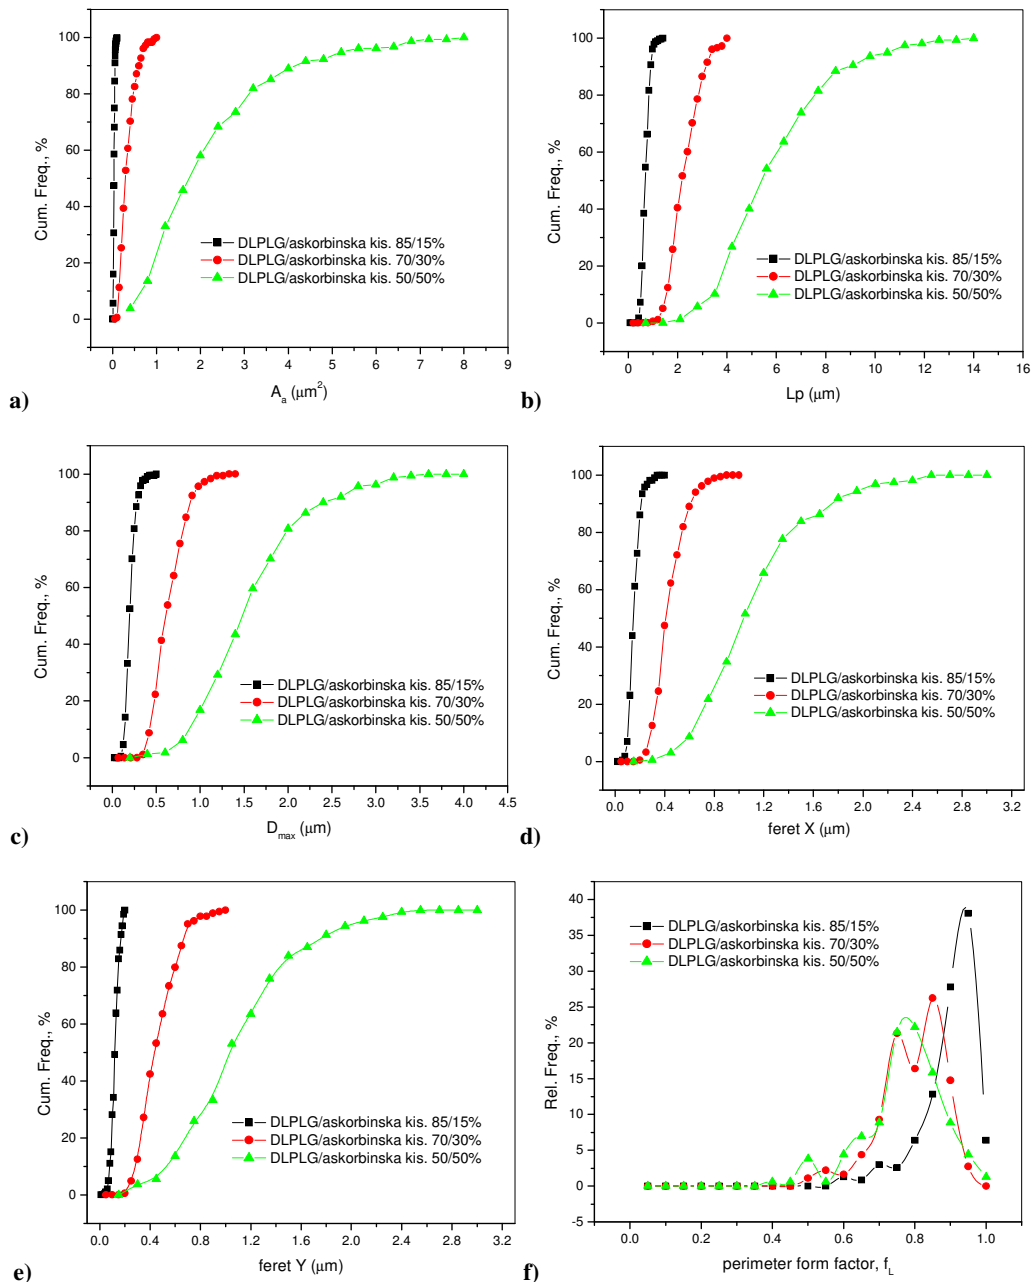 100
80
60
40
20
0
Cum. Freq., %
DLPLG/askorbinska kis. 85/15%
DLPLG/askorbinska kis. 70/30%
DLPLG/askorbinska kis. 50/50%
0 1 2 3 4 5 6 7 8 9
A_a (μm²)
a)
100
80
60
40
20
0
Cum. Freq., %
DLPLG/askorbinska kis. 85/15%
DLPLG/askorbinska kis. 70/30%
DLPLG/askorbinska kis. 50/50%
0 2 4 6 8 10 12 14 16
Lp (μm)
b)
100
80
60
40
20
0
Cum. Freq., %
DLPLG/askorbinska kis. 85/15%
DLPLG/askorbinska kis. 70/30%
DLPLG/askorbinska kis. 50/50%
0.0 0.5 1.0 1.5 2.0 2.5 3.0 3.5 4.0 4.5
D_max (μm)
c)
100
80
60
40
20
0
Cum. Freq., %
DLPLG/askorbinska kis. 85/15%
DLPLG/askorbinska kis. 70/30%
DLPLG/askorbinska kis. 50/50%
0.0 0.4 0.8 1.2 1.6 2.0 2.4 2.8 3.2
feret X (μm)
d)
100
80
60
40
20
0
Cum. Freq., %
DLPLG/askorbinska kis. 85/15%
DLPLG/askorbinska kis. 70/30%
DLPLG/askorbinska kis. 50/50%
0.0 0.4 0.8 1.2 1.6 2.0 2.4 2.8 3.2
feret Y (μm)
e)
40
35
30
25
20
15
10
5
0
-5
Rel. Freq., %
DLPLG/askorbinska kis. 85/15%
DLPLG/askorbinska kis. 70/30%
DLPLG/askorbinska kis. 50/50%
0.0 0.2 0.4 0.6 0.8 1.0
perimeter form factor, f_L
f)